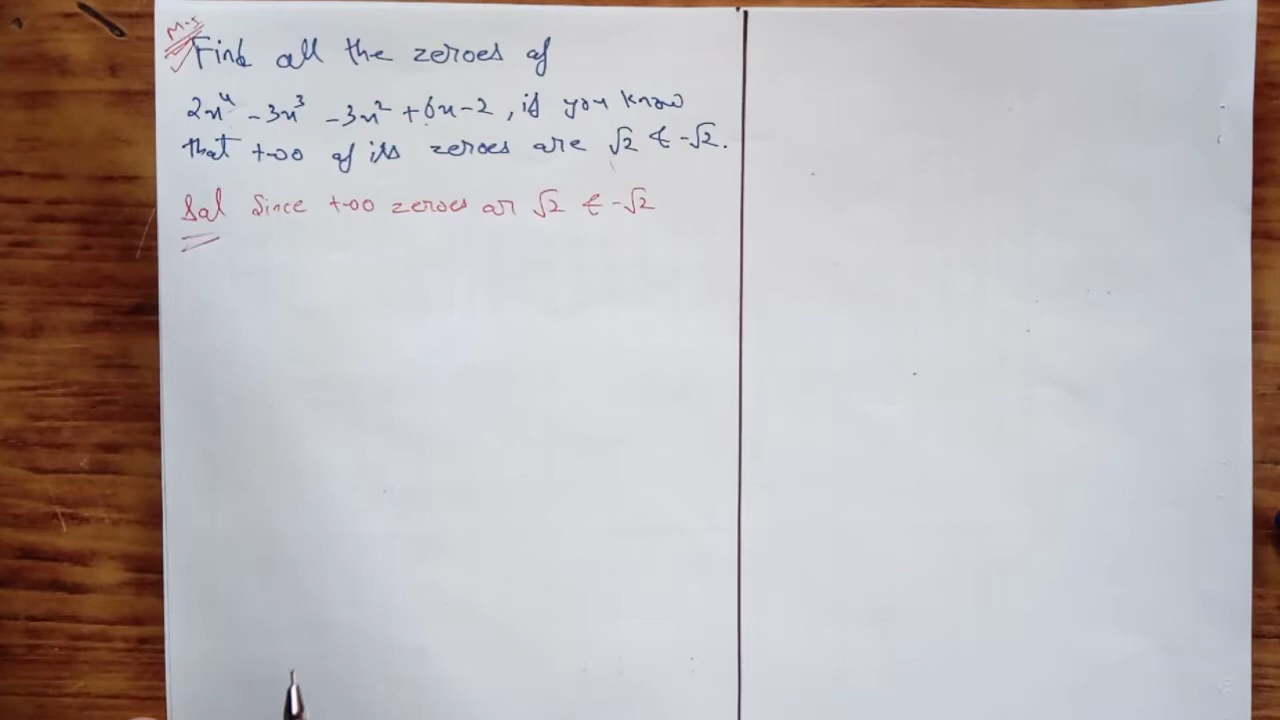 M-5
Find all the zeroes of
2x⁴ - 3x³ - 3x² + 6x - 2, if you know
that two of its zeroes are √2 & -√2.
Sol Since two zeroes ar √2 & -√2